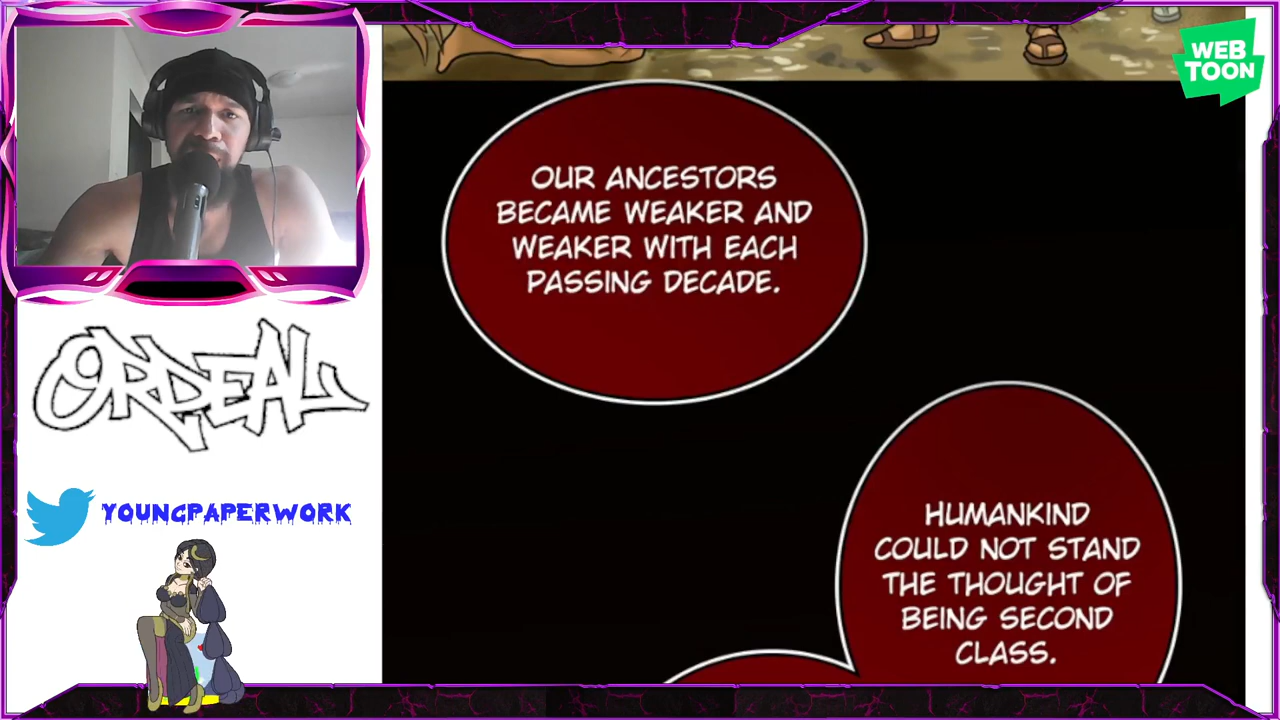 WEB
TOON
OUR ANCESTORS
BECAME WEAKER AND
WEAKER WITH EACH
PASSING DECADE.
HUMANKIND
COULD NOT STAND
THE THOUGHT OF
BEING SECOND
CLASS.
ORDEAL
YOUNGPAPERWORK